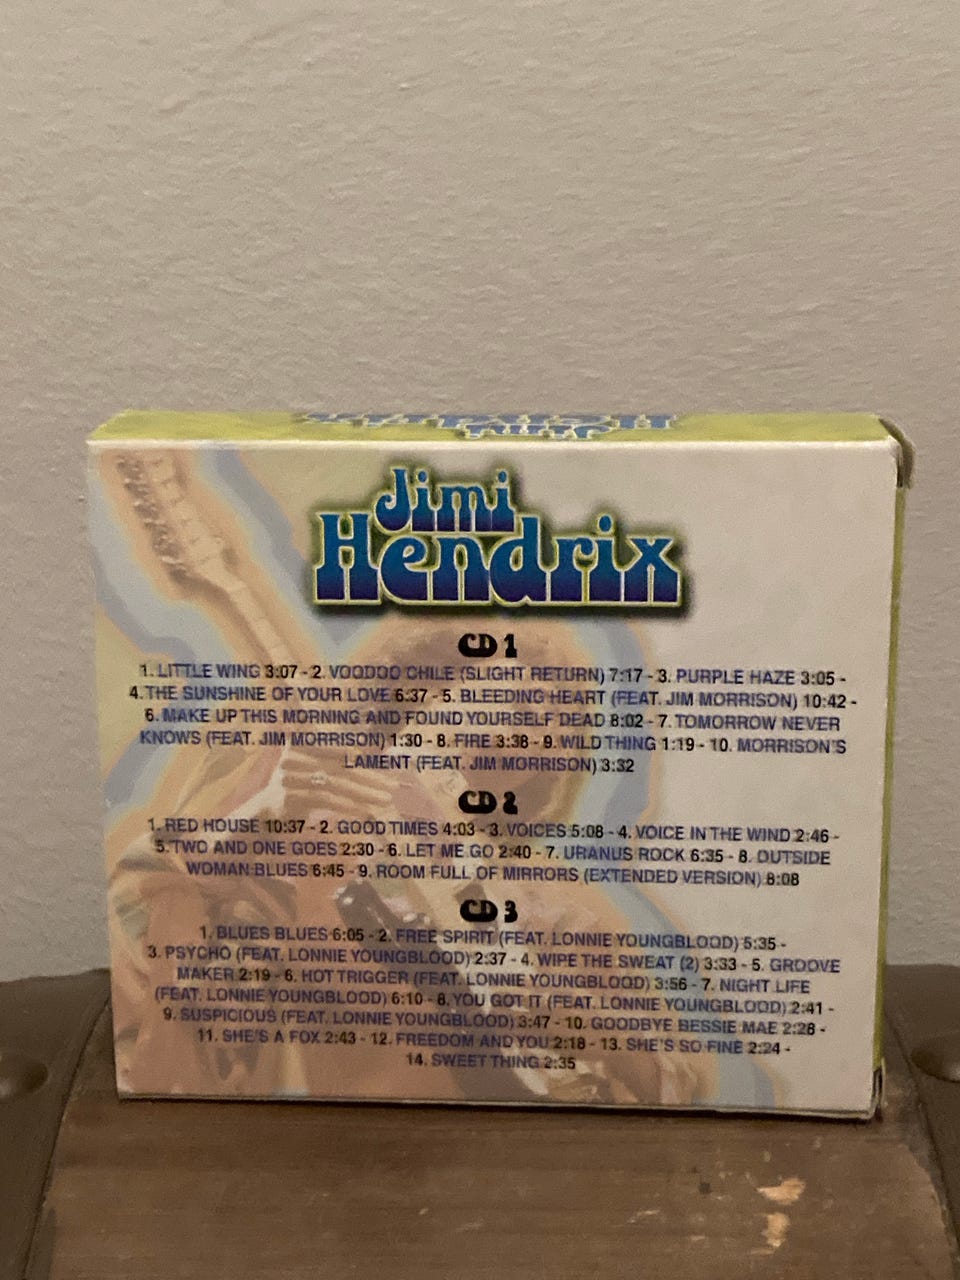 Jimi
Hendrix
Jimi
Hendrix
CD 1
1. LITTLE WING 3:07 - 2. VOODOO CHILE (SLIGHT RETURN) 7:17 - 3. PURPLE HAZE 3:05 -
4. THE SUNSHINE OF YOUR LOVE 6:37 - 5. BLEEDING HEART (FEAT. JIM MORRISON) 10:42 -
6. MAKE UP THIS MORNING AND FOUND YOURSELF DEAD 8:02 - 7. TOMORROW NEVER
KNOWS (FEAT. JIM MORRISON) 1:30 - 8. FIRE 3:38 - 9. WILD THING 1:19 - 10. MORRISON'S
LAMENT (FEAT. JIM MORRISON) 3:32
CD 2
1. RED HOUSE 10:37 - 2. GOOD TIMES 4:03 - 3. VOICES 5:08 - 4. VOICE IN THE WIND 2:46 -
5. TWO AND ONE GOES 2:30 - 6. LET ME GO 2:40 - 7. URANUS ROCK 6:35 - 8. OUTSIDE
WOMAN BLUES 6:45 - 9. ROOM FULL OF MIRRORS (EXTENDED VERSION) 8:08
CD 3
1. BLUES BLUES 6:05 - 2. FREE SPIRIT (FEAT. LONNIE YOUNGBLOOD) 5:35 -
3. PSYCHO (FEAT. LONNIE YOUNGBLOOD) 2:37 - 4. WIPE THE SWEAT (2) 3:33 - 5. GROOVE
MAKER 2:19 - 6. HOT TRIGGER (FEAT. LONNIE YOUNGBLOOD) 3:56 - 7. NIGHT LIFE
(FEAT. LONNIE YOUNGBLOOD) 6:10 - 8. YOU GOT IT (FEAT. LONNIE YOUNGBLOOD) 2:41 -
9. SUSPICIOUS (FEAT. LONNIE YOUNGBLOOD) 3:47 - 10. GOODBYE BESSIE MAE 2:28 -
11. SHE'S A FOX 2:43 - 12. FREEDOM AND YOU 2:18 - 13. SHE'S SO FINE 2:24 -
14. SWEET THING 2:35